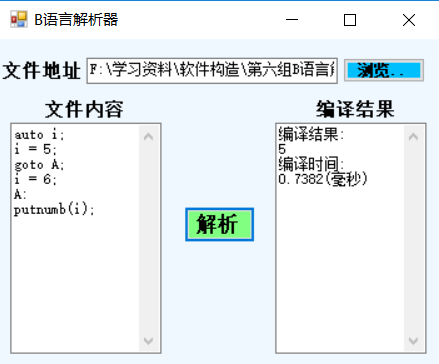 B语言解析器
文件地址 F:\学习资料\软件构造\第六组B语言 浏览..
文件内容 编译结果
auto i;
i = 5;
goto A;
i = 6;
A:
putnumb(i);
解析
编译结果:
5
编译时间:
0.7382(毫秒)